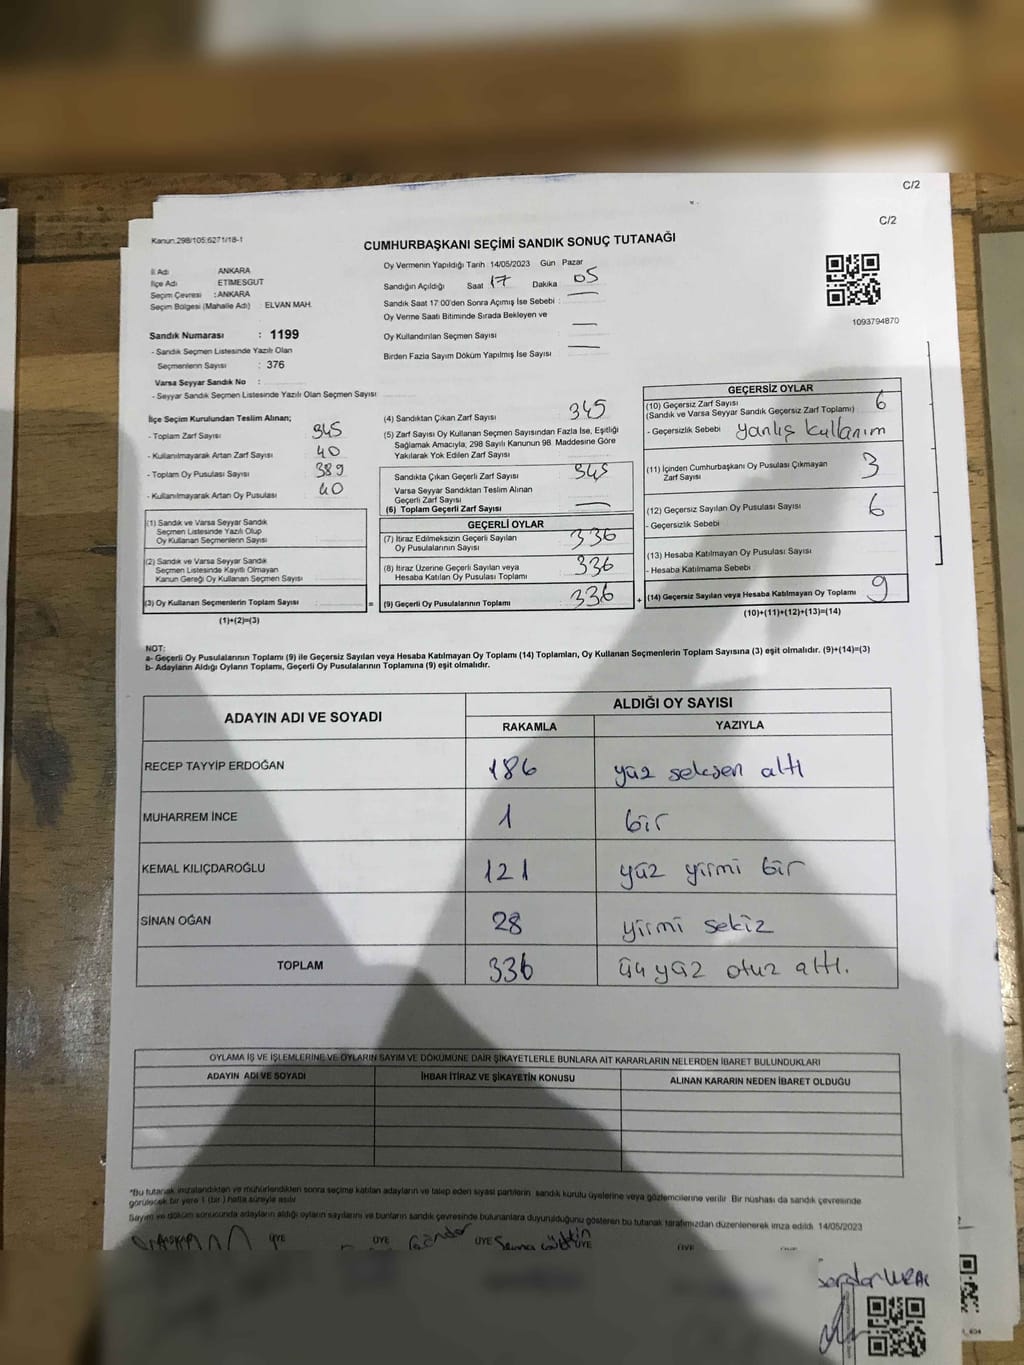 C/2
C/2
Kanun.298/105;6271/18-1
CUMHURBAŞKANI SEÇİMİ SANDIK SONUÇ TUTANAĞI
İl Adı ANKARA
İlçe Adı ETİMESGUT
Seçim Çevresi : ANKARA
Seçim Bölgesi (Mahalle Adı) : ELVAN MAH.
Sandık Numarası : 1199
- Sandık Seçmen Listesinde Yazılı Olan
Seçmenlerin Sayısı : 376
Varsa Seyyar Sandık No :
- Seyyar Sandık Seçmen Listesinde Yazılı Olan Seçmen Sayısı
Oy Vermenin Yapıldığı Tarih :14/05/2023 Gün Pazar
Sandığın Açıldığı Saat 17 Dakika 05
Sandık Saat 17:00'den Sonra Açımış İse Sebebi :
Oy Verme Saati Bitiminde Sırada Bekleyen ve
Oy Kullandırılan Seçmen Sayısı
Birden Fazla Sayım Döküm Yapılmış İse Sayısı
1093794870
İlçe Seçim Kurulundan Teslim Alınan;
- Toplam Zarf Sayısı 345
- Kullanılmayarak Artan Zarf Sayısı 40
- Toplam Oy Pusulası Sayısı 389
- Kullanılmayarak Artan Oy Pusulası 40
(1) Sandık ve Varsa Seyyar Sandık
Seçmen Listesinde Yazılı Olup
Oy Kullanan Seçmenlerin Sayısı
(2) Sandık ve Varsa Seyyar Sandık
Seçmen Listesinde Kayıtlı Olmayan
Kanun Gereği Oy Kullanan Seçmen Sayısı
(3) Oy Kullanan Seçmenlerin Toplam Sayısı =
(1)+(2)=(3)
(4) Sandıktan Çıkan Zarf Sayısı 345
(5) Zarf Sayısı Oy Kullanan Seçmen Sayısından Fazla İse, Eşitliği
Sağlamak Amacıyla, 298 Sayılı Kanunun 98. Maddesine Göre
Yakılarak Yok Edilen Zarf Sayısı
Sandıkta Çıkan Geçerli Zarf Sayısı 345
Varsa Seyyar Sandıktan Teslim Alınan
Geçerli Zarf Sayısı
(6) Toplam Geçerli Zarf Sayısı
GEÇERLİ OYLAR
(7) İtiraz Edilmeksizin Geçerli Sayılan
Oy Pusulalarının Sayısı 336
(8) İtiraz Üzerine Geçerli Sayılan veya
Hesaba Katılan Oy Pusulası Toplamı 336
(9) Geçerli Oy Pusulalarının Toplamı 336 +
GEÇERSİZ OYLAR
(10) Geçersiz Zarf Sayısı
(Sandık ve Varsa Seyyar Sandık Geçersiz Zarf Toplamı) 6
- Geçersizlik Sebebi yanlış kullanım
(11) İçinden Cumhurbaşkanı Oy Pusulası Çıkmayan
Zarf Sayısı 3
(12) Geçersiz Sayılan Oy Pusulası Sayısı 6
- Geçersizlik Sebebi
(13) Hesaba Katılmayan Oy Pusulası Sayısı
- Hesaba Katılmama Sebebi
(14) Geçersiz Sayılan veya Hesaba Katılmayan Oy Toplamı 9
(10)+(11)+(12)+(13)=(14)
NOT:
a- Geçerli Oy Pusulalarının Toplamı (9) ile Geçersiz Sayılan veya Hesaba Katılmayan Oy Toplamı (14) Toplamları, Oy Kullanan Seçmenlerin Toplam Sayısına (3) eşit olmalıdır. (9)+(14)=(3)
b- Adayların Aldığı Oyların Toplamı, Geçerli Oy Pusulalarının Toplamına (9) eşit olmalıdır.
ADAYIN ADI VE SOYADI ALDIĞI OY SAYISI
RAKAMLA YAZIYLA
RECEP TAYYİP ERDOĞAN 186 yüz seksen altı
MUHARREM İNCE 1 bir
KEMAL KILIÇDAROĞLU 121 yüz yirmi bir
SİNAN OĞAN 28 yirmi sekiz
TOPLAM 336 üç yüz otuz altı.
OYLAMA İŞ VE İŞLEMLERİNE VE OYLARIN SAYIM VE DÖKÜMÜNE DAİR ŞİKAYETLERLE BUNLARA AİT KARARLARIN NELERDEN İBARET BULUNDUKLARI
ADAYIN ADI VE SOYADI İHBAR İTİRAZ VE ŞİKAYETİN KONUSU ALINAN KARARIN NEDEN İBARET OLDUĞU
*Bu tutanak imzalandıktan ve mühürlendikten sonra seçime katılan adayların ve talep eden siyasi partilerin sandık kurulu üyelerine veya gözlemcilerine verilir. Bir nüshası da sandık çevresinde
görülecek bir yere 1 (bir) hafta süreyle asılır.
Sayım ve döküm sonucunda adayların aldığı oyların sayılarını ve bunların sandık çevresinde bulunanlara duyurulduğunu gösteren bu tutanak tarafımızdan düzenlenerek imza edildi. 14/05/2023
BAŞKAN ÜYE ÜYE ÜYE ÜYE ÜYE